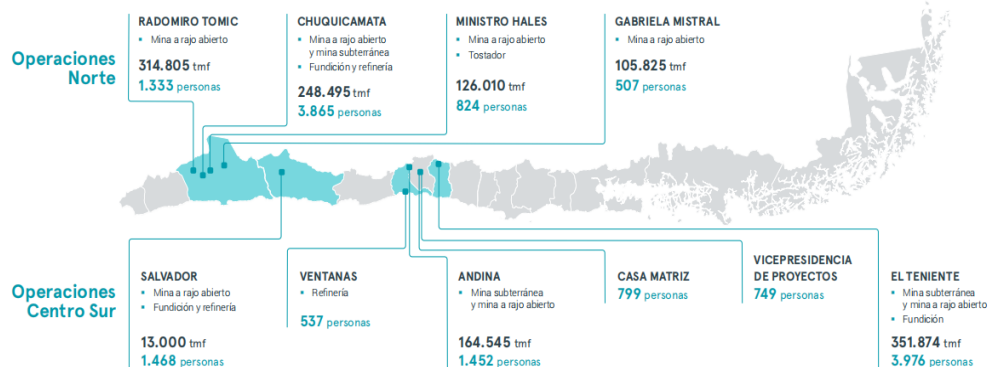 Operaciones
Norte
RADOMIRO TOMIC
▪ Mina a rajo abierto
314.805 tmf
1.333 personas
CHUQUICAMATA
▪ Mina a rajo abierto
y mina subterránea
▪ Fundición y refinería
248.495 tmf
3.865 personas
MINISTRO HALES
▪ Mina a rajo abierto
▪ Tostador
126.010 tmf
824 personas
GABRIELA MISTRAL
▪ Mina a rajo abierto
105.825 tmf
507 personas
Operaciones
Centro Sur
SALVADOR
▪ Mina a rajo abierto
▪ Fundición y refinería
13.000 tmf
1.468 personas
VENTANAS
▪ Refinería
537 personas
ANDINA
▪ Mina subterránea
y mina a rajo abierto
164.545 tmf
1.452 personas
CASA MATRIZ
799 personas
VICEPRESIDENCIA
DE PROYECTOS
749 personas
EL TENIENTE
▪ Mina subterránea
y mina a rajo abierto
▪ Fundición
351.874 tmf
3.976 personas